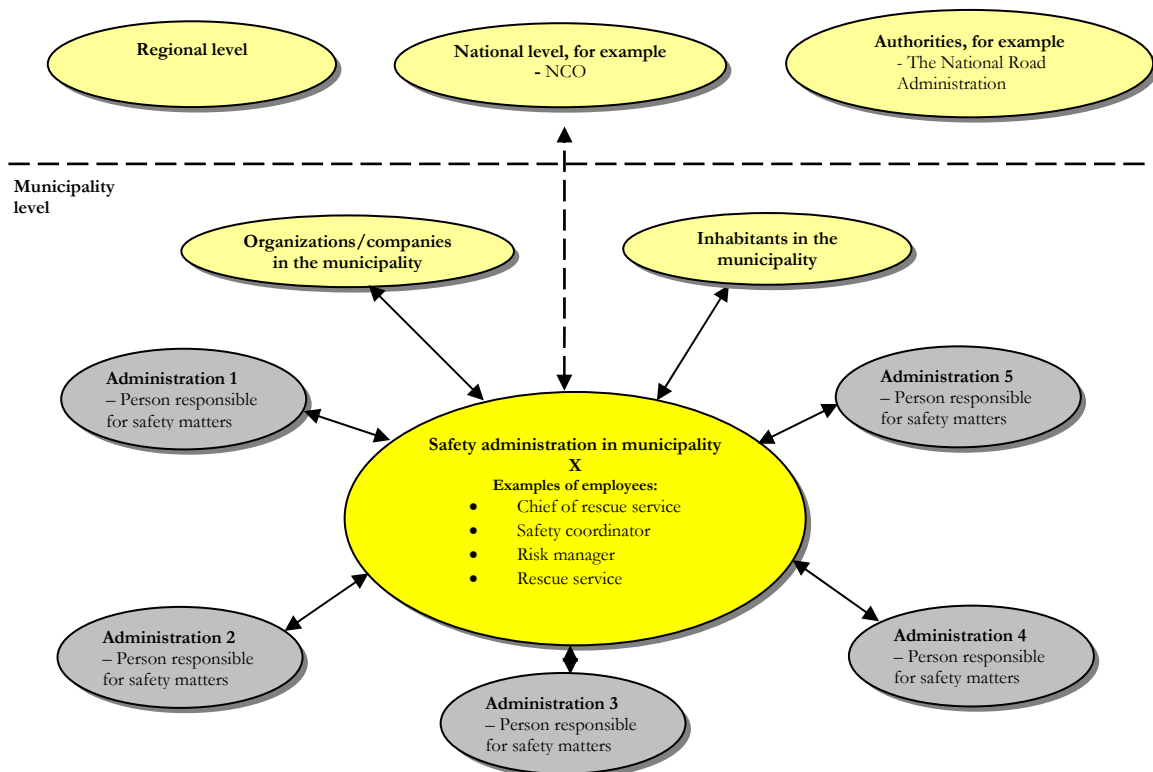 Regional level
National level, for example
- NCO
Authorities, for example
- The National Road
Administration
Municipality
level
Organizations/companies
in the municipality
Inhabitants in the
municipality
Administration 1
– Person responsible
for safety matters
Administration 5
– Person responsible
for safety matters
Safety administration in municipality
X
Examples of employees:
• Chief of rescue service
• Safety coordinator
• Risk manager
• Rescue service
Administration 2
– Person responsible
for safety matters
Administration 4
– Person responsible
for safety matters
Administration 3
– Person responsible
for safety matters